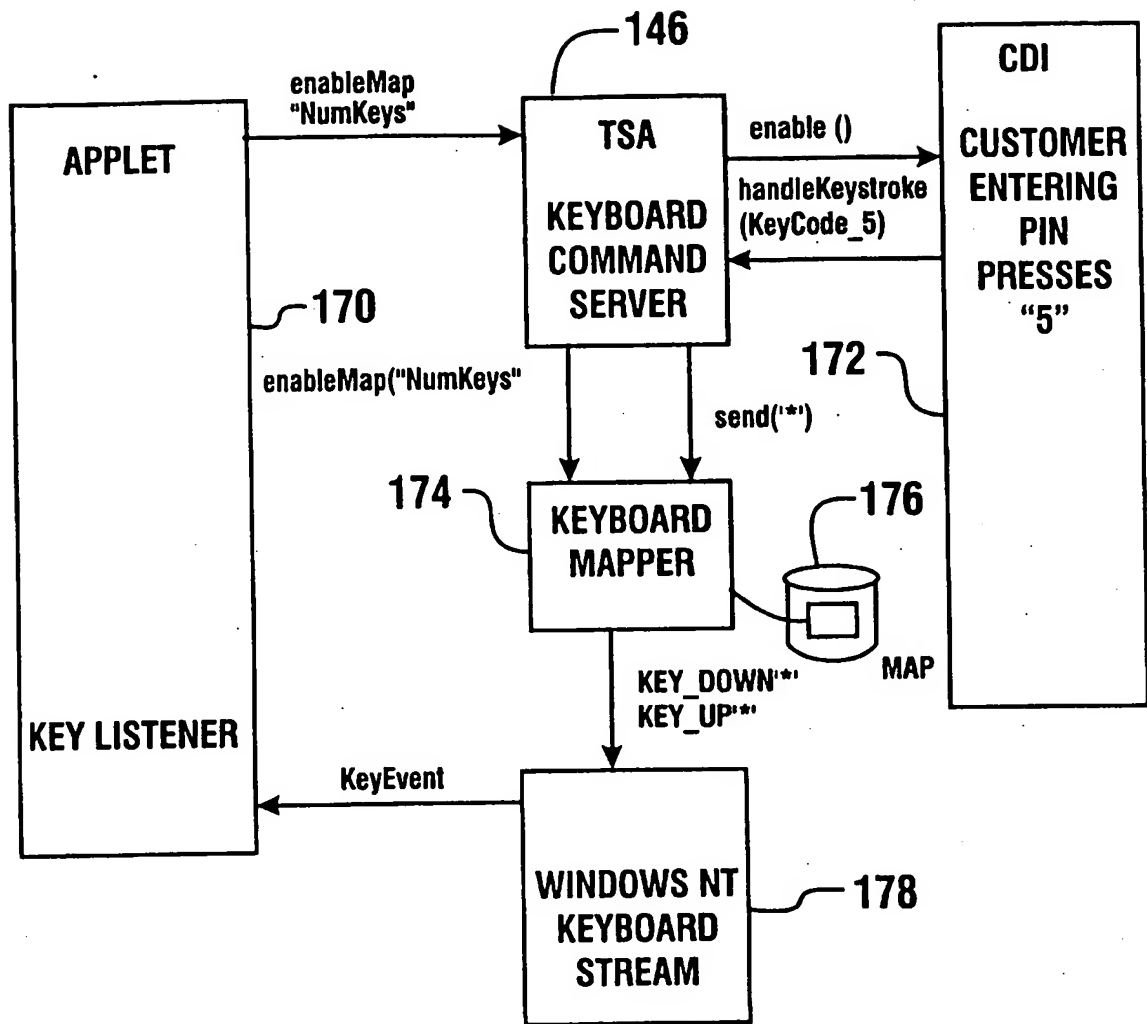 146
enableMap
"NumKeys"
APPLET
TSA
KEYBOARD
COMMAND
SERVER
enable ()
handleKeystroke
(KeyCode_5)
CDI
CUSTOMER
ENTERING
PIN
PRESSES
“5”
170
172
enableMap("NumKeys"
send('*')
174
KEYBOARD
MAPPER
176
MAP
KEY_DOWN'*'
KEY_UP'*'
KEY LISTENER
KeyEvent
WINDOWS NT
KEYBOARD
STREAM
178